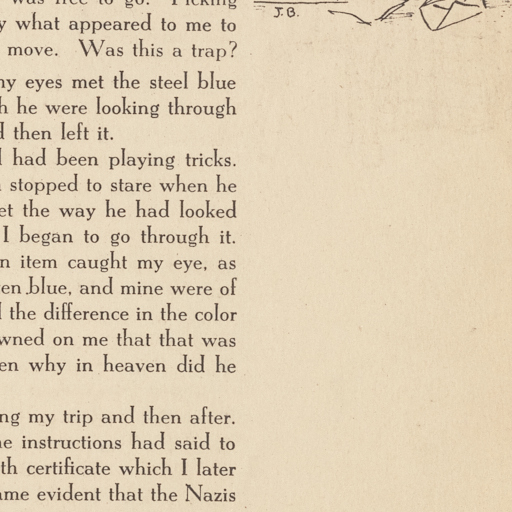 was free to go. Picking
J.B.
y what appeared to me to
move. Was this a trap?
ny eyes met the steel blue
h he were looking through
d then left it.
had been playing tricks.
stopped to stare when he
et the way he had looked
I began to go through it.
n item caught my eye, as
en blue, and mine were of
the difference in the color
wned on me that that was
en why in heaven did he
ng my trip and then after.
e instructions had said to
th certificate which I later
ame evident that the Nazis